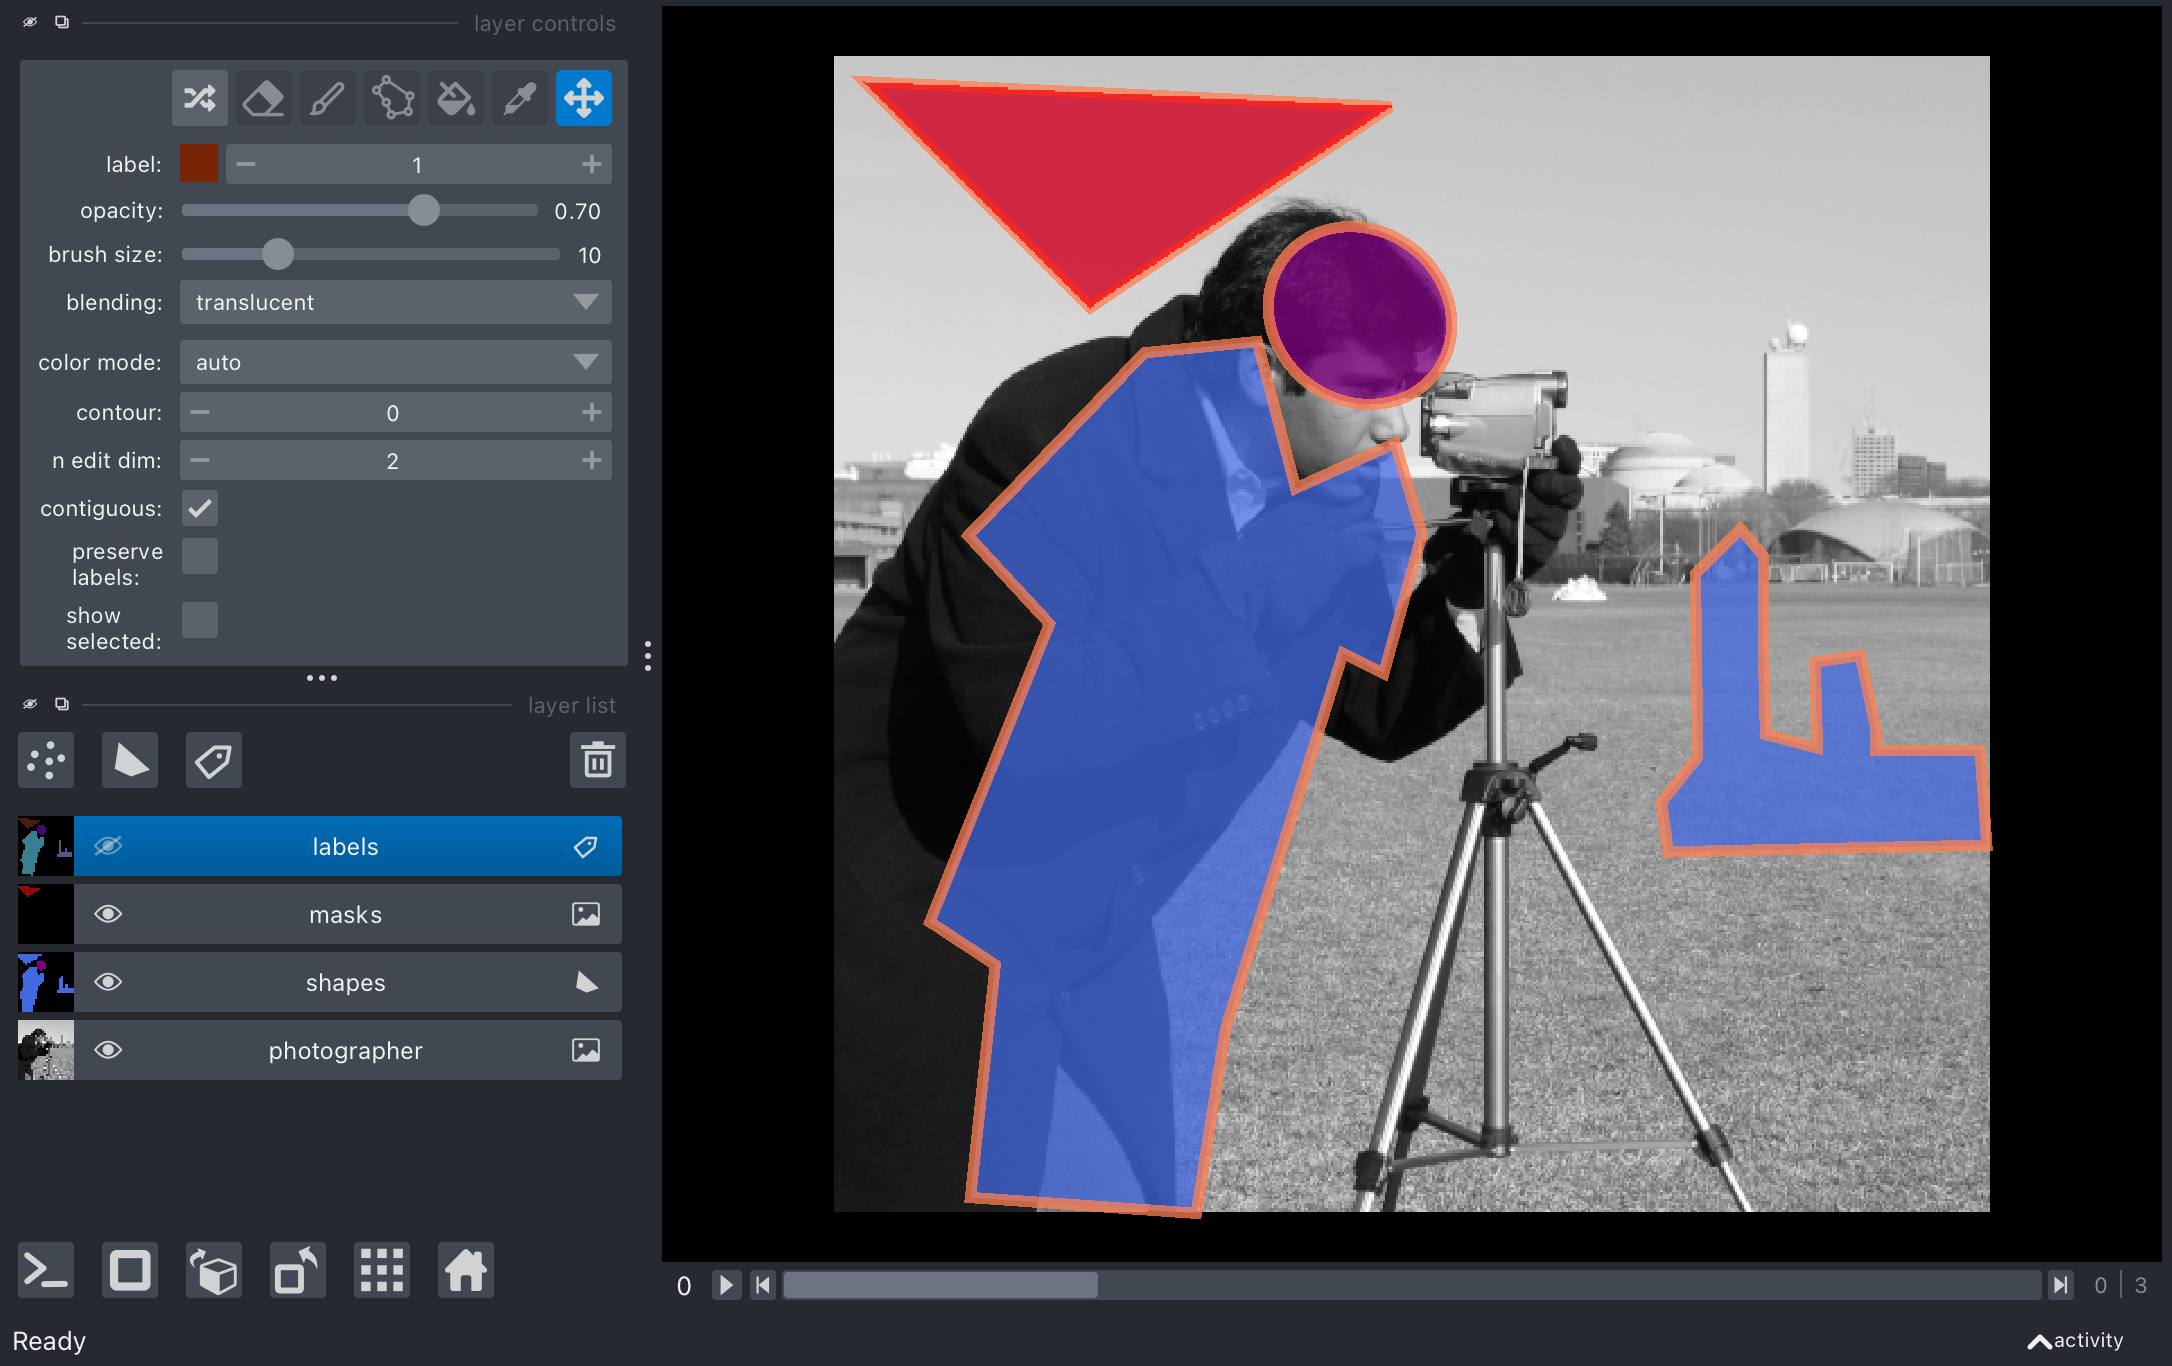 layer controls
label: 1
opacity: 0.70
brush size: 10
blending: translucent
color mode: auto
contour: 0
n edit dim: 2
contiguous:
preserve
labels:
show
selected:
layer list
labels
masks
shapes
photographer
0 0 | 3
Ready activity